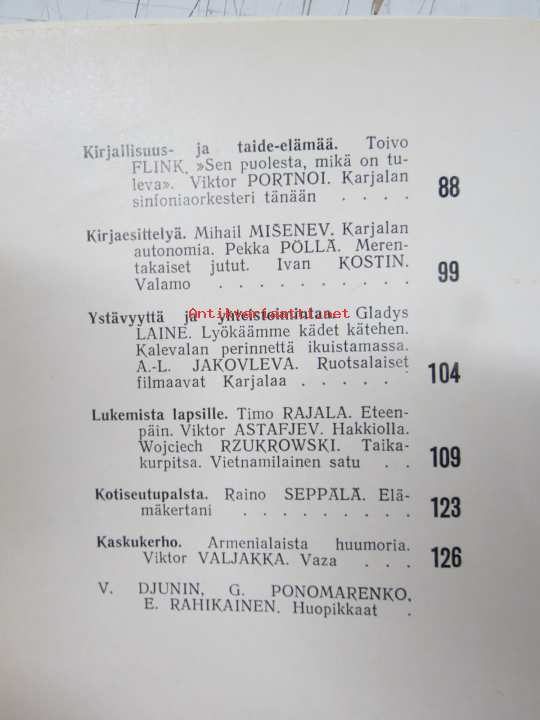 Kirjallisuus- ja taide-elämää. Toivo
FLINK. »Sen puolesta, mikä on tu-
leva». Viktor PORTNOI. Karjalan
sinfoniaorkesteri tänään . . . . 88
Kirjaesittelyä. Mihail MIŠENEV. Karjalan
autonomia. Pekka PÖLLÄ. Meren-
takaiset jutut. Ivan KOSTIN.
Valamo . . . . . . . . . . 99
Ystävyyttä ja yhteistoimintaa. Gladys
Antikvariaatti.net
LAINE. Lyökäämme kädet kätehen.
Kalevalan perinnettä ikuistamassa.
A.-L. JAKOVLEVA. Ruotsalaiset
filmaavat Karjalaa . . . . . 104
Lukemista lapsille. Timo RAJALA. Eteen-
päin. Viktor ASTAFJEV. Hakkiolla.
Wojciech RZUKROWSKI. Taika-
kurpitsa. Vietnamilainen satu . . 109
Kotiseutupalsta. Raino SEPPÄLÄ. Elä-
mäkertani . . . . . . . . . 123
Kaskukerho. Armenialaista huumoria.
Viktor VALJAKKA. Vaza . . . 126
V. DJUNIN, G. PONOMARENKO,
E. RAHIKAINEN. Huopikkaat .